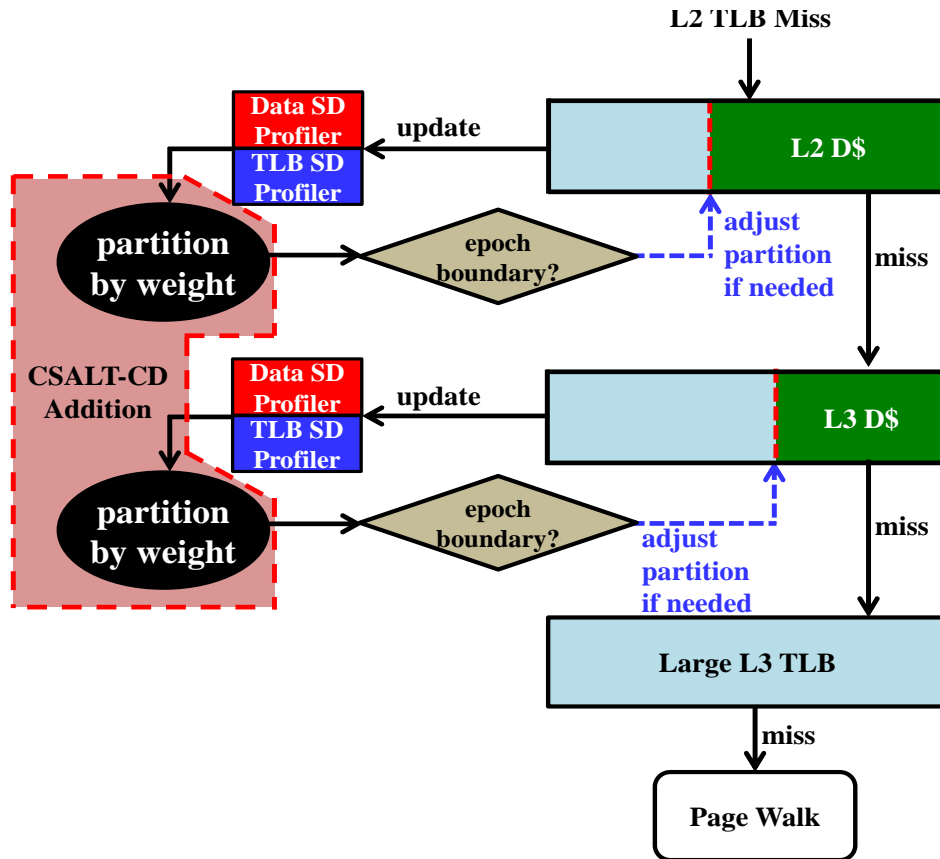 L2 TLB Miss
Data SD
Profiler
TLB SD
Profiler
update
L2 D$
partition
by weight
epoch
boundary?
adjust
partition
if needed
miss
CSALT-CD
Addition
Data SD
Profiler
TLB SD
Profiler
update
L3 D$
partition
by weight
epoch
boundary?
adjust
partition
if needed
miss
Large L3 TLB
miss
Page Walk